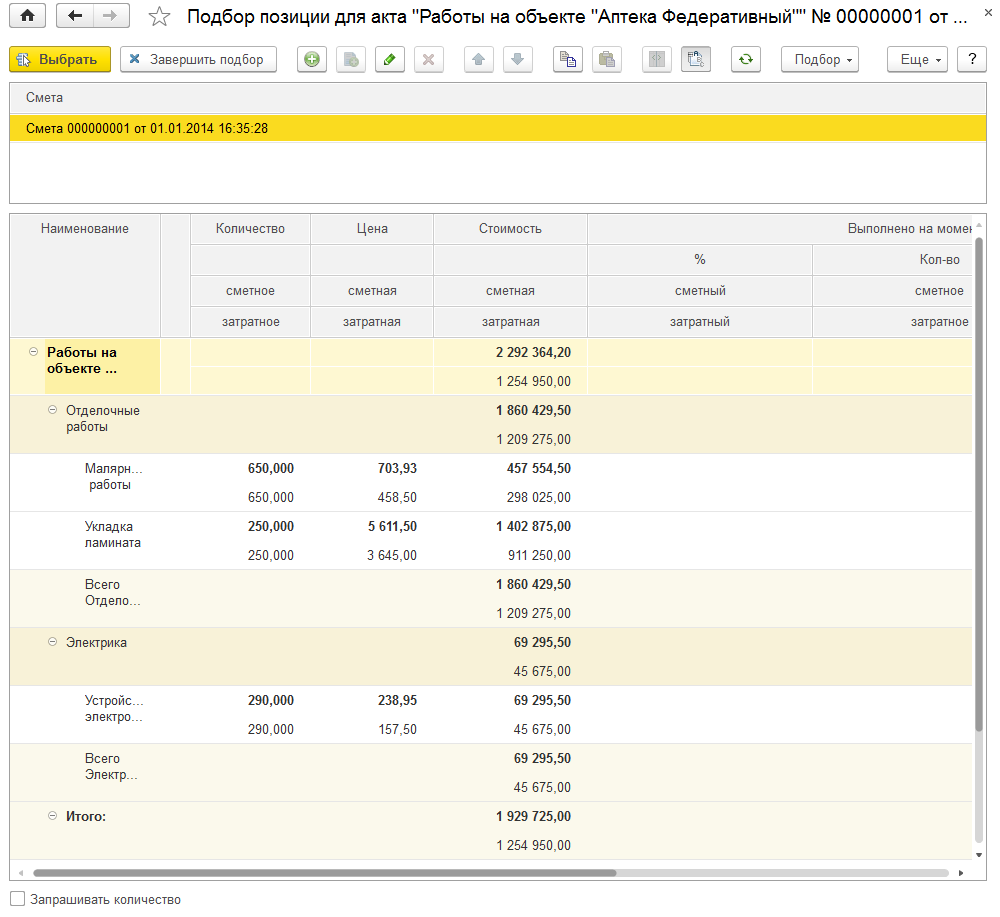 Подбор позиции для акта "Работы на объекте "Аптека Федеративный"" № 00000001 от ...
Выбрать Завершить подбор Подбор Еще ?
Смета
Смета 000000001 от 01.01.2014 16:35:28
Наименование Количество Цена Стоимость Выполнено на момен
% Кол-во
сметное сметная сметная сметный сметное
затратное затратная затратная затратный затратное
Работы на 2 292 364,20
объекте ...
1 254 950,00
Отделочные 1 860 429,50
работы
1 209 275,00
Малярн... 650,000 703,93 457 554,50
работы
650,000 458,50 298 025,00
Укладка 250,000 5 611,50 1 402 875,00
ламината
250,000 3 645,00 911 250,00
Всего 1 860 429,50
Отдело...
1 209 275,00
Электрика 69 295,50
45 675,00
Устройс... 290,000 238,95 69 295,50
электро...
290,000 157,50 45 675,00
Всего 69 295,50
Электр...
45 675,00
Итого: 1 929 725,00
1 254 950,00
Запрашивать количество